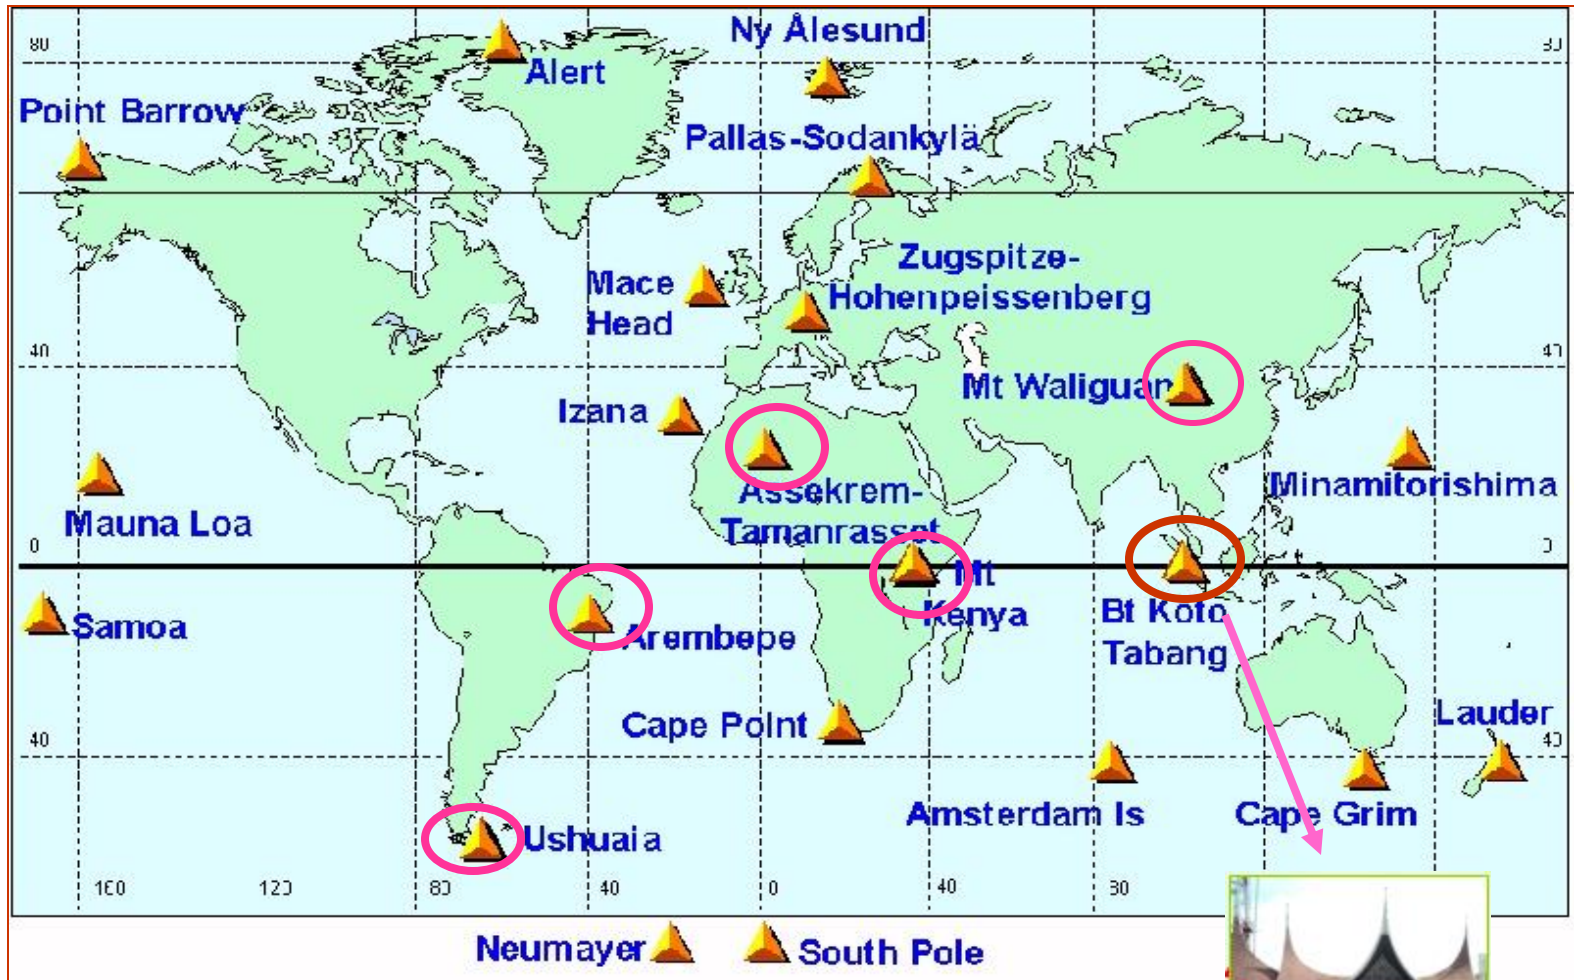 Ny Ålesund
80
80
Alert
Point Barrow
Pallas-Sodankylä
Zugspitze-
Hohenpeissenberg
Mace
Head
40
40
Mt Waliguan
Izana
Minamitorishima
Assekrem-
Tamanrasset
Mauna Loa
0
0
Mt
Kenya
Bt Koto
Tabang
Samoa
Arembepe
Cape Point
Lauder
40
Amsterdam Is
Cape Grim
Ushuaia
160
120
80
40
0
40
80
Neumayer
South Pole